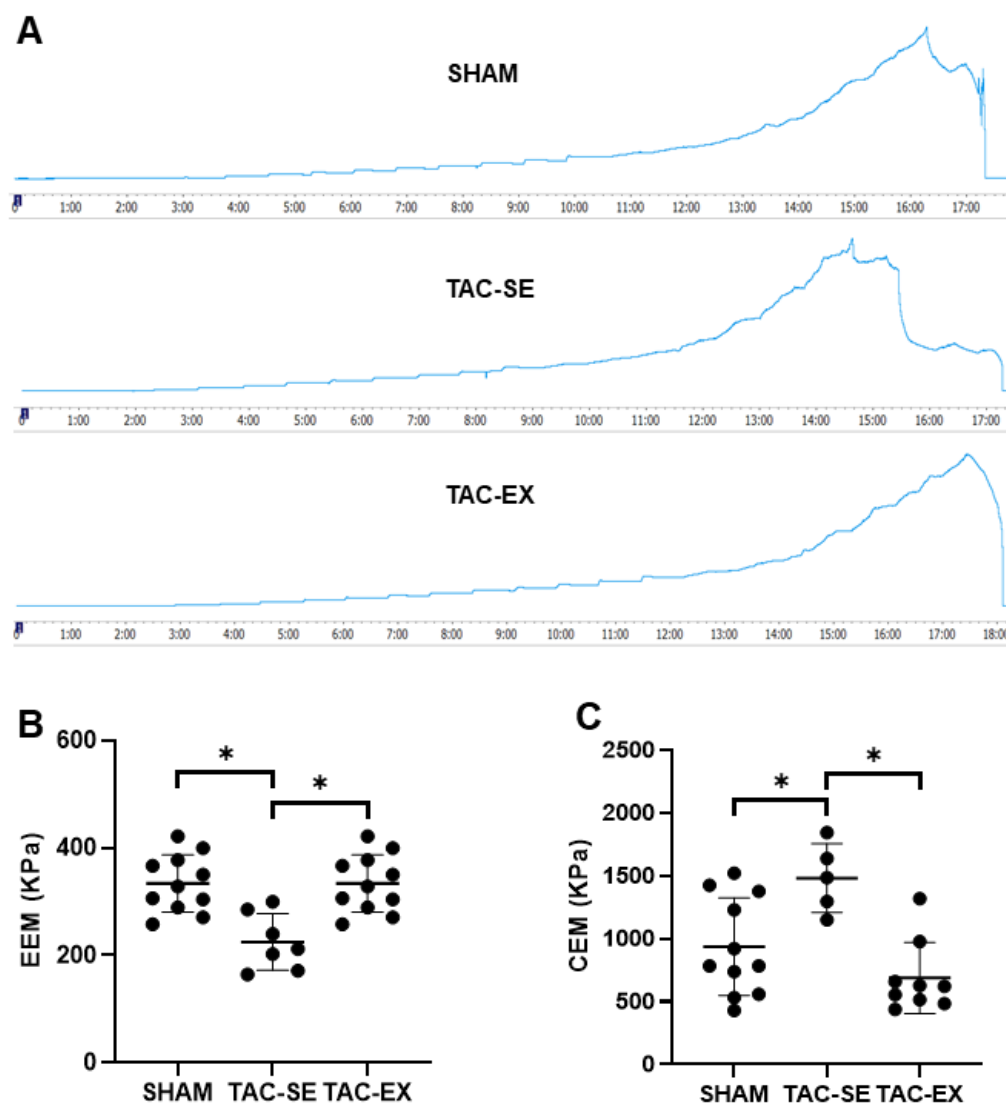 A
SHAM
0 1:00 2:00 3:00 4:00 5:00 6:00 7:00 8:00 9:00 10:00 11:00 12:00 13:00 14:00 15:00 16:00 17:00
TAC-SE
0 1:00 2:00 3:00 4:00 5:00 6:00 7:00 8:00 9:00 10:00 11:00 12:00 13:00 14:00 15:00 16:00 17:00
TAC-EX
0 1:00 2:00 3:00 4:00 5:00 6:00 7:00 8:00 9:00 10:00 11:00 12:00 13:00 14:00 15:00 16:00 17:00 18:00
B
EEM (KPa)
600
400
200
0
* *
SHAM TAC-SE TAC-EX
C
CEM (KPa)
2500
2000
1500
1000
500
0
* *
SHAM TAC-SE TAC-EX